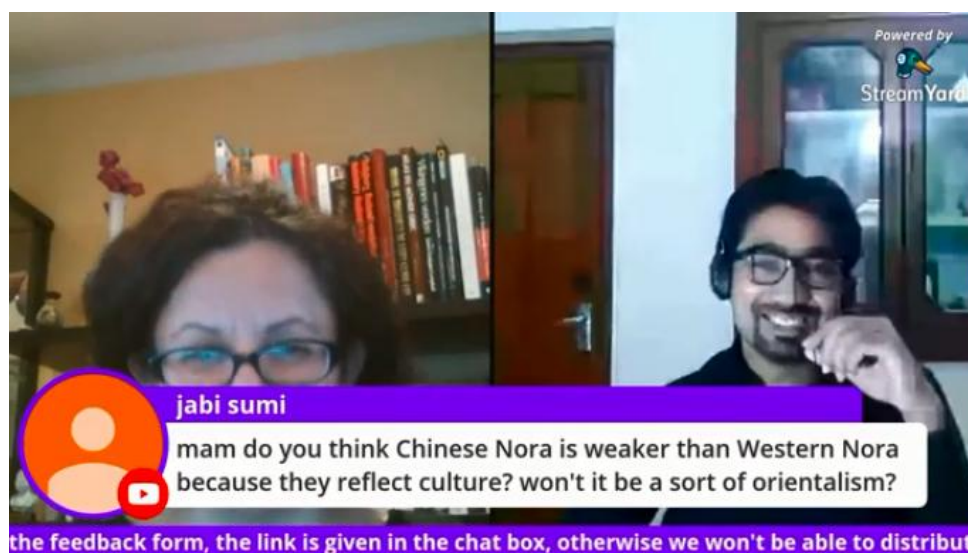 Powered by
StreamYard
jabi sumi
mam do you think Chinese Nora is weaker than Western Nora
because they reflect culture? won't it be a sort of orientalism?
the feedback form, the link is given in the chat box, otherwise we won't be able to distribut